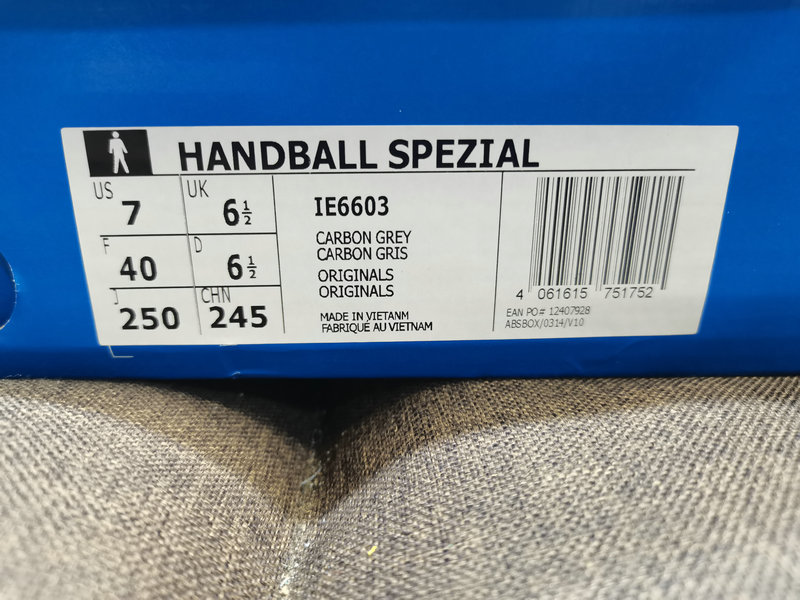 HANDBALL SPEZIAL
US 7 UK 6½
F 40 D 6½
J 250 CHN 245
IE6603
CARBON GREY
CARBON GRIS
ORIGINALS
ORIGINALS
MADE IN VIETANM
FABRIQUE AU VIETNAM
4 061615 751752
EAN PO# 12407928
ABSBOX/0314/V10